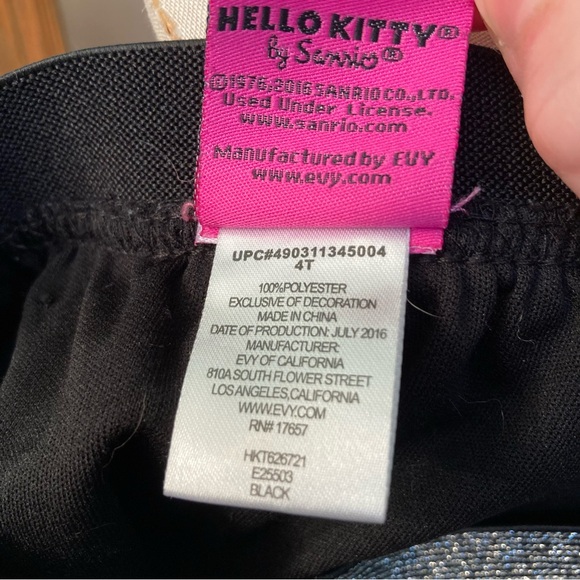 HELLO KITTY®
by Sanrio®
©1976,2016 SANRIO CO.,LTD.
Used Under License.
www.sanrio.com
Manufactured by EVY
www.evy.com
UPC#490311345004
4T
100%POLYESTER
EXCLUSIVE OF DECORATION
MADE IN CHINA
DATE OF PRODUCTION: JULY 2016
MANUFACTURER:
EVY OF CALIFORNIA
810A SOUTH FLOWER STREET
LOS ANGELES,CALIFORNIA
WWW.EVY.COM
RN# 17657
HKT626721
E25503
BLACK